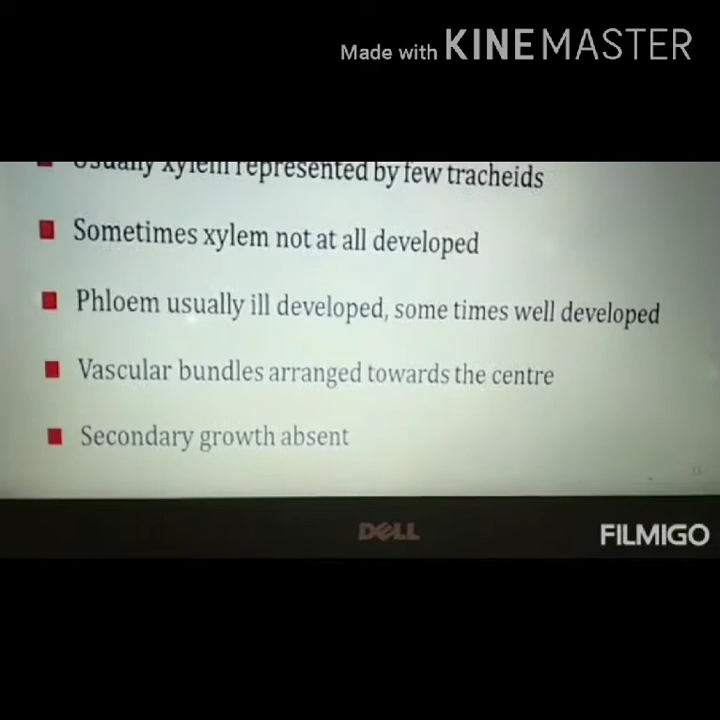 Made with KINEMASTER
Usually xylem represented by few tracheids
Sometimes xylem not at all developed
Phloem usually ill developed, some times well developed
Vascular bundles arranged towards the centre
Secondary growth absent
DELL
FILMIGO